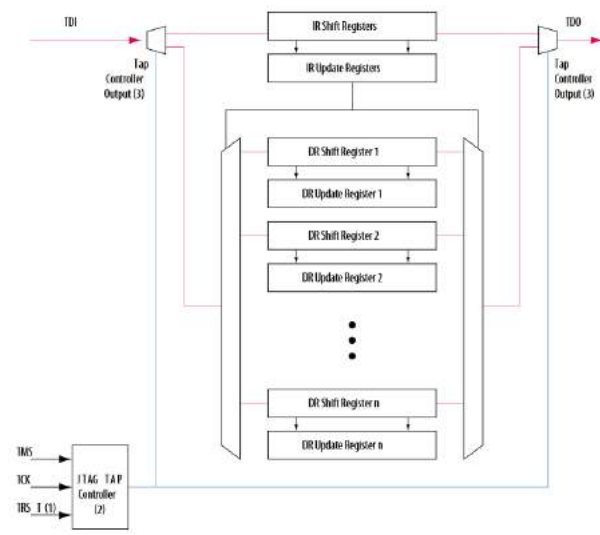 TDI
TDO
IR Shift Registers
IR Update Registers
Tap
Controller
Output (3)
Tap
Controller
Output (3)
DR Shift Register 1
DR Update Register 1
DR Shift Register 2
DR Update Register 2
DR Shift Register n
DR Update Register n
TMS
TCK
TRS_T (1)
JTAG TAP
Controller
(2)